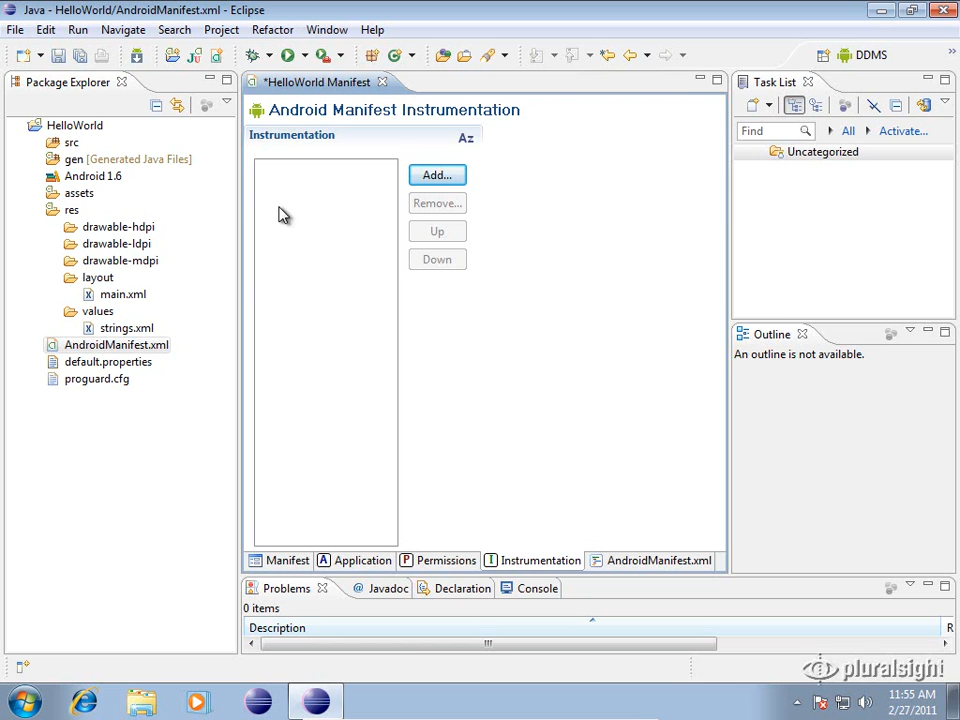 Java - HelloWorld/AndroidManifest.xml - Eclipse
File Edit Run Navigate Search Project Refactor Window Help
DDMS
Package Explorer
*HelloWorld Manifest
Task List
HelloWorld
src
gen [Generated Java Files]
Android 1.6
assets
res
drawable-hdpi
drawable-ldpi
drawable-mdpi
layout
main.xml
values
strings.xml
AndroidManifest.xml
default.properties
proguard.cfg
Android Manifest Instrumentation
Instrumentation
Az
Add...
Remove...
Up
Down
Manifest
A Application
P Permissions
I Instrumentation
AndroidManifest.xml
Find
All
Activate...
Uncategorized
Outline
An outline is not available.
Problems
@ Javadoc
Declaration
Console
0 items
Description
R
pluralsight
11:55 AM
2/27/2011